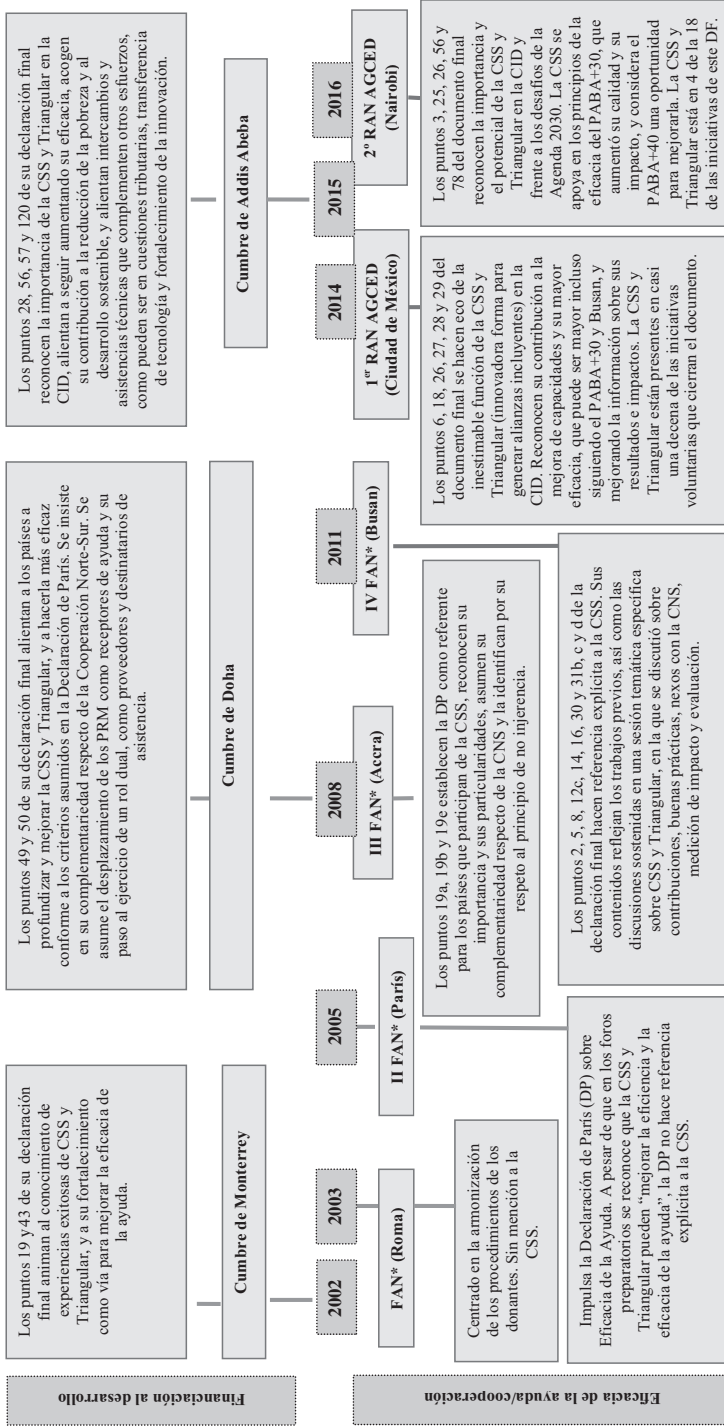 Financiación al desarrollo
Los puntos 19 y43 de su declaración
final animan al conocimiento de
experiencias exitosas de CSS y
Triangular, y a su fortalecimiento
como vía para mejorar la eficacia de
la ayuda.
Los puntos 49 y 50 de su declaración final alientan a los países a
profundizar y mejorar la CSS y Triangular, y a hacerla más eficaz
conforme a los criterios asumidos en la Declaración de París. Se insiste
en su complementariedad respecto de la Cooperación Norte-Sur. Se
asume el desplazamiento de los PRM como receptores de ayuda y su
paso al ejercicio de un rol dual, como proveedores y destinatarios de
asistencia.
Los puntos 28, 56, 57 y 120 de su declaración final
reconocen la importancia de la CSS y Triangular en la
CID, alientan a seguir aumentando su eficacia, acogen
su contribución a la reducción de la pobreza y al
desarrollo sostenible, y alientan intercambios y
asistencias técnicas que complementen otros esfuerzos,
como pueden ser en cuestiones tributarias, transferencia
de tecnología y fortalecimiento de la innovación.
Cumbre de Monterrey
Cumbre de Doha
Cumbre de Addis Abeba
2002
2003
2005
2008
2011
2014
2015
2016
Eficacia de la ayuda/cooperación
FAN* (Roma)
II FAN* (París)
III FAN* (Accra)
IV FAN* (Busan)
1ª RAN AGCED
(Ciudad de México)
2º RAN AGCED
(Nairobi)
Centrado en la armonización
de los procedimientos de los
donantes. Sin mención a la
CSS.
Impulsa la Declaración de París (DP) sobre
Eficacia de la Ayuda. A pesar de que en los foros
preparatorios se reconoce que la CSS y
Triangular pueden “mejorar la eficiencia y la
eficacia de la ayuda”, la DP no hace referencia
explícita a la CSS.
Los puntos 19a, 19b y 19e establecen la DP como referente
para los países que participan de la CSS, reconocen su
importancia y sus particularidades, asumen su
complementariedad respecto de la CNS y la identifican por su
respeto al principio de no injerencia.
Los puntos 2, 5, 8, 12c, 14, 16, 30 y 31b, c y d de la
declaración final hacen referencia explícita a la CSS. Sus
contenidos reflejan los trabajos previos, así como las
discusiones sostenidas en una sesión temática específica
sobre CSS y Triangular, en la que se discutió sobre
contribuciones, buenas prácticas, nexos con la CNS,
medición de impacto y evaluación.
Los puntos 6, 18, 26, 27, 28 y 29 del
documento final se hacen eco de la
inestimable función de la CSS y
Triangular (innovadora forma para
generar alianzas incluyentes) en la
CID. Reconocen su contribución a la
mejora de capacidades y su mayor
eficacia, que puede ser mayor incluso
siguiendo el PABA+30 y Busan, y
mejorando la información sobre sus
resultados e impactos. La CSS y
Triangular están presentes en casi
una decena de las iniciativas
voluntarias que cierran el documento.
Los puntos 3, 25, 26, 56 y
78 del documento final
reconocen la importancia y
el potencial de la CSS y
Triangular en la CID y
frente a los desafíos de la
Agenda 2030. La CSS se
apoya en los principios de la
eficacia del PABA+30, que
aumentó su calidad y su
impacto, y considera el
PABA+40 una oportunidad
para mejorarla. La CSS y
Triangular está en 4 de la 18
de las iniciativas de este DF.